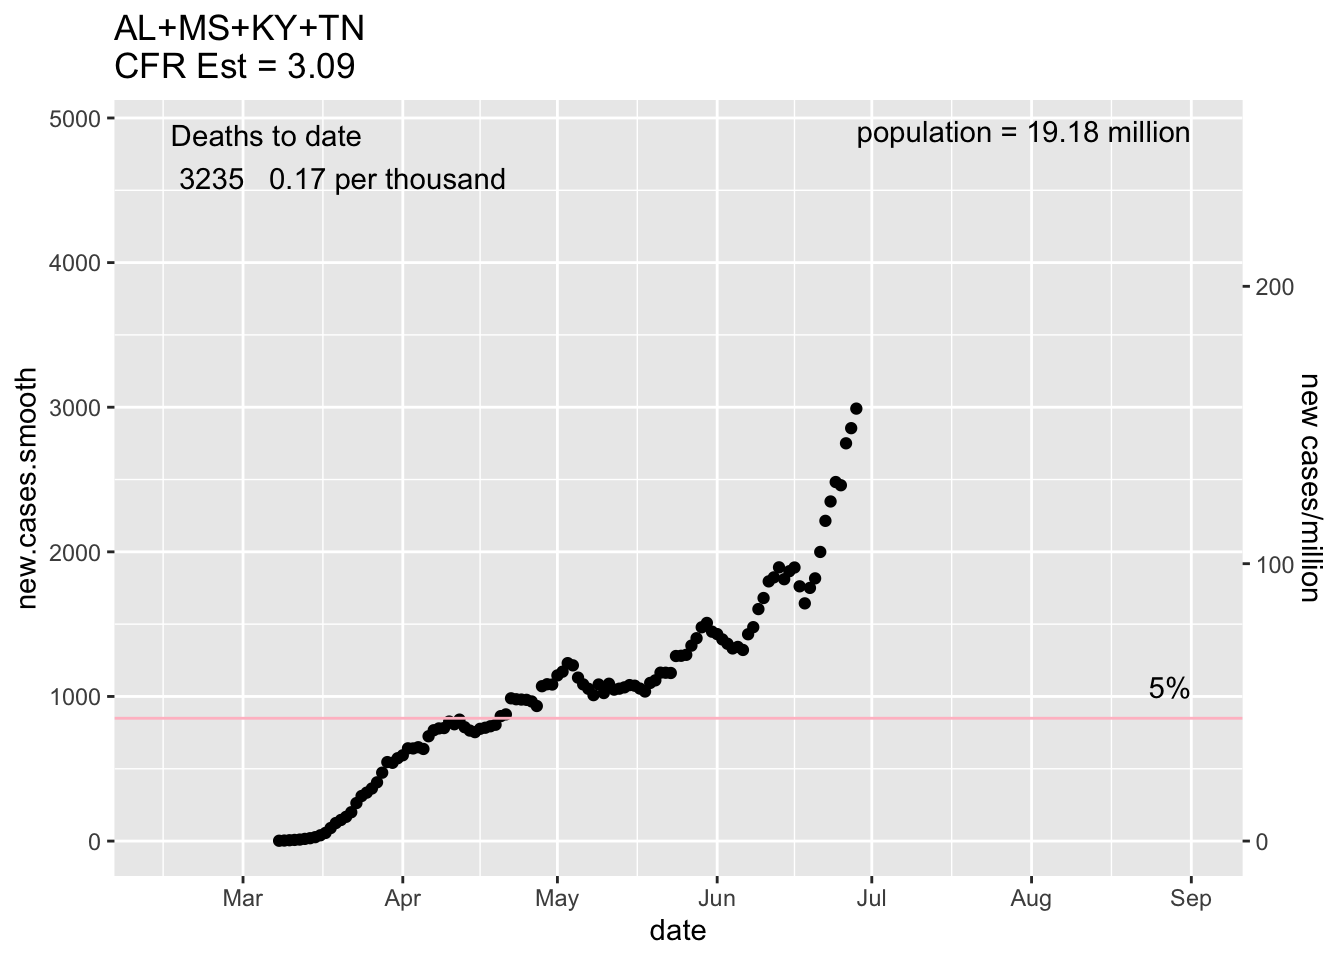 AL+MS+KY+TN
CFR Est = 3.09
5000
4000
3000
2000
1000
0
new.cases.smooth
Deaths to date
3235 0.17 per thousand
population = 19.18 million
5%
200
100
0
new cases/million
Mar Apr May Jun Jul Aug Sep
date